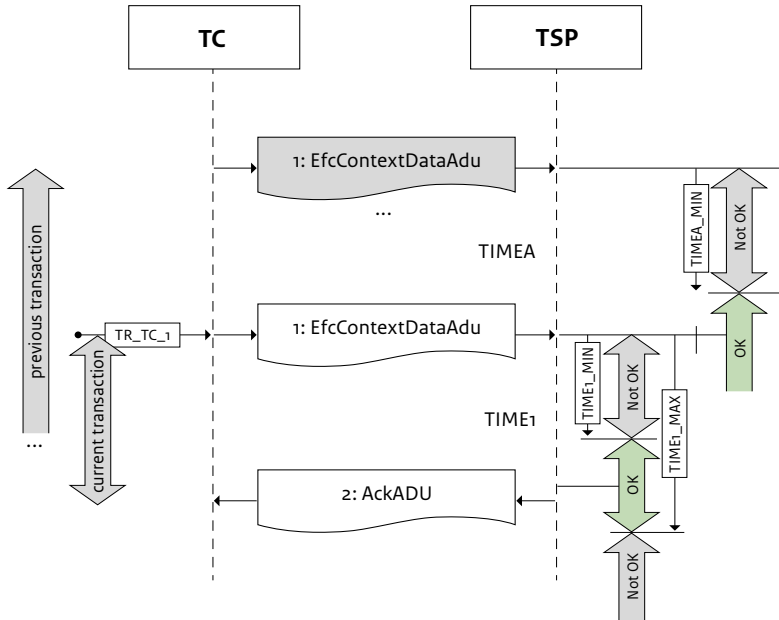 TC
TSP
1: EfcContextDataAdu
...
TIMEA_MIN
Not OK
TIMEA
previous transaction
...
TR_TC_1
1: EfcContextDataAdu
OK
current transaction
TIME1
TIME1_MIN
Not OK
TIME1_MAX
2: AckADU
OK
Not OK